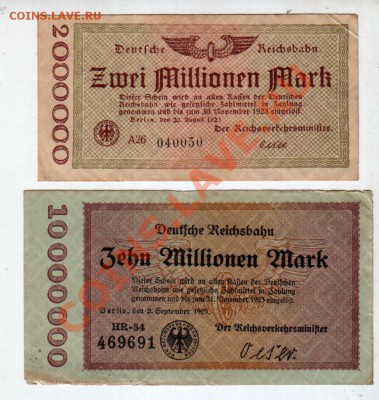 COINS.LAVE.RU
2000000
Deutsche Reichsbahn
Zwei Millionen Mark
Dieser Schein wird an allen Kassen der Deutschen
Reichsbahn wie gesetzliche Zahlmittel in Zahlung
genommen und bis zum 30. November 1923 eingelöst.
Berlin, den 20. August 1923
Der Reichsverkehrsminister.
A26 040050
Oeser
10000000
Deutsche Reichsbahn
Zehn Millionen Mark
Dieser Schein wird an allen Kassen der Deutschen
Reichsbahn wie gesetzliche Zahlmittel in Zahlung
genommen und bis zum 31. Dezember 1923 eingelöst.
Berlin, den 2. September 1923.
HR-54
Der Reichsverkehrsminister
469691
Oeser
COINS.LAVE.RU